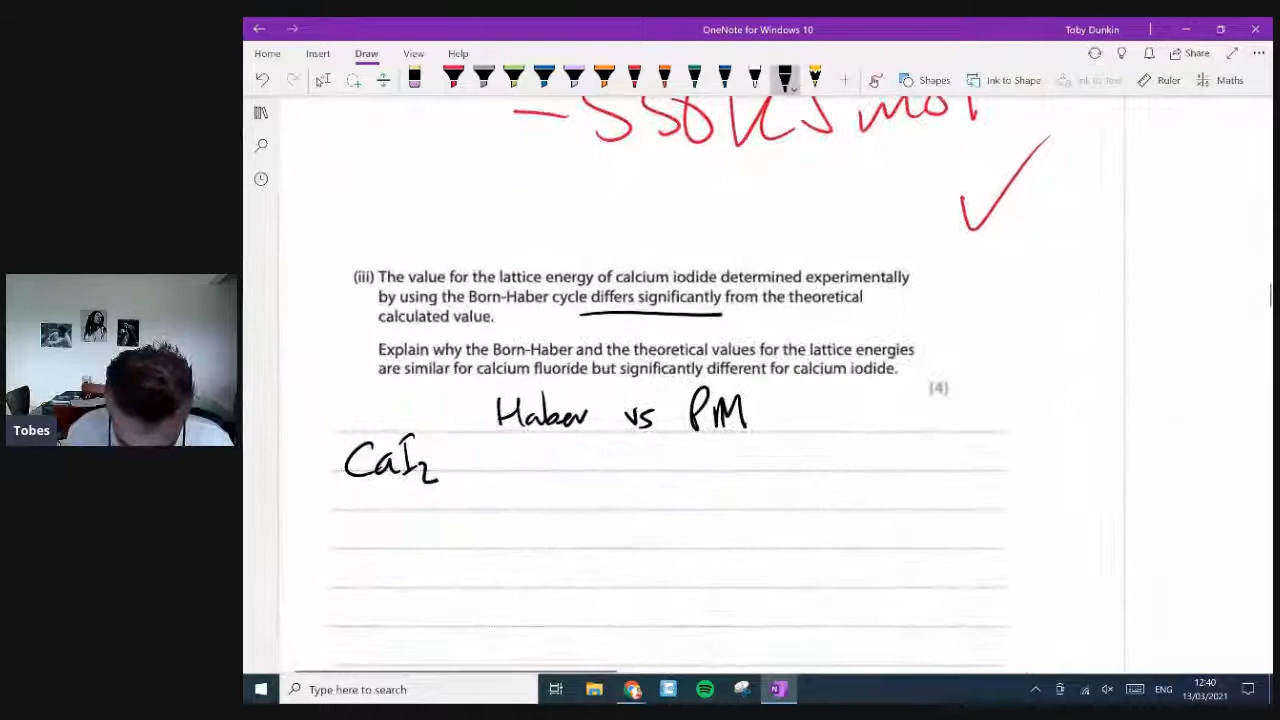 OneNote for Windows 10
Toby Dunkin
Home Insert Draw View Help
Share
Shapes
Ink to Shape
Ink to Text
Ruler
Maths
(iii) The value for the lattice energy of calcium iodide determined experimentally
by using the Born-Haber cycle differs significantly from the theoretical
calculated value.
Explain why the Born-Haber and the theoretical values for the lattice energies
are similar for calcium fluoride but significantly different for calcium iodide.
(4)
Haber vs PM
CaI2
Tobes
Type here to search
ENG
12:40
13/03/2021